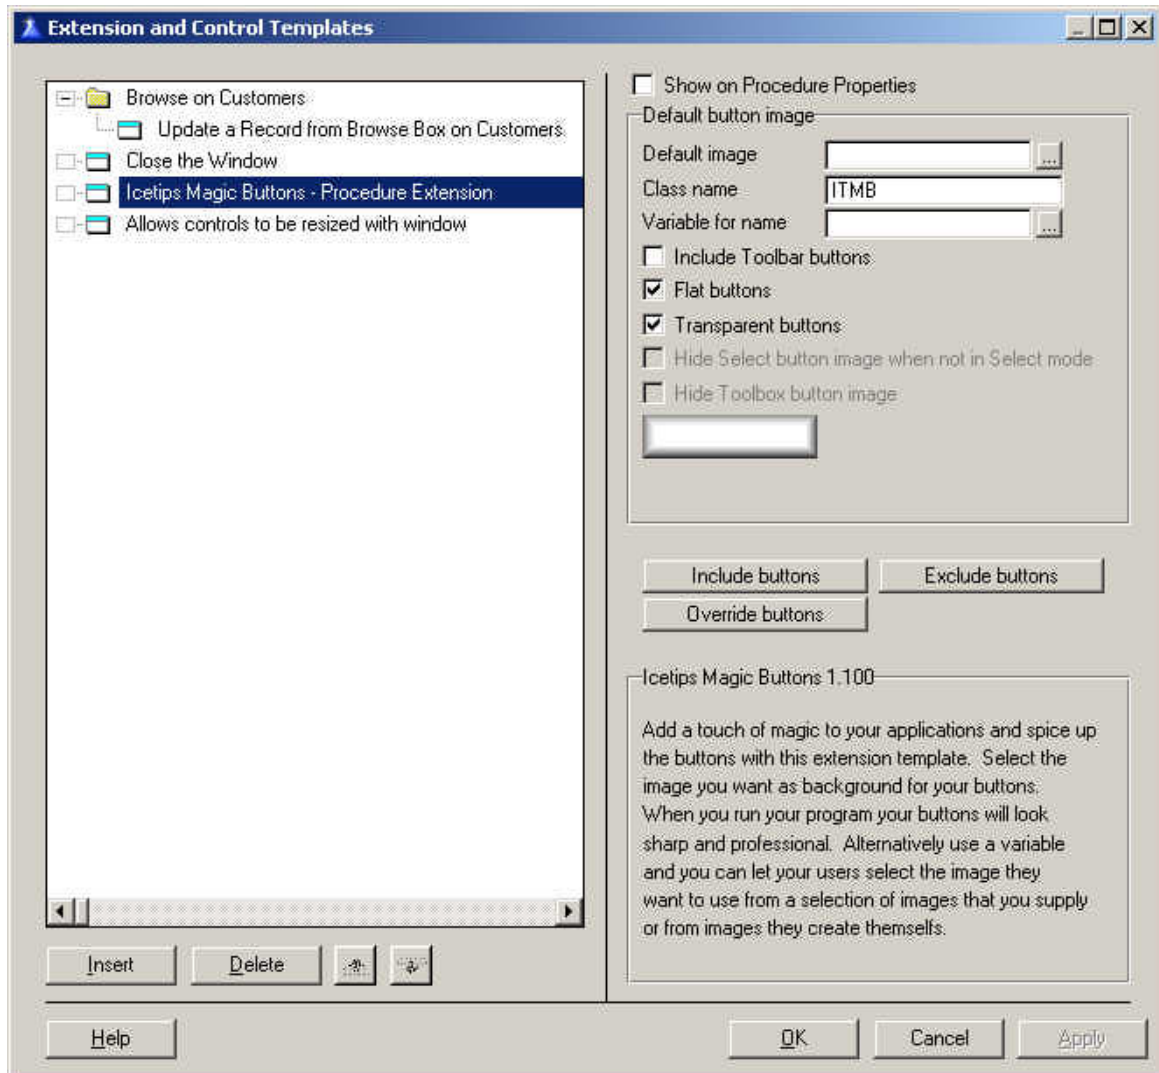 Extension and Control Templates
Browse on Customers
Update a Record from Browse Box on Customers
Close the Window
Icetips Magic Buttons - Procedure Extension
Allows controls to be resized with window
Insert
Delete
Show on Procedure Properties
Default button image
Default image
...
Class name
ITMB
Variable for name
...
Include Toolbar buttons
Flat buttons
Transparent buttons
Hide Select button image when not in Select mode
Hide Toolbox button image
Include buttons
Exclude buttons
Override buttons
Icetips Magic Buttons 1.100
Add a touch of magic to your applications and spice up
the buttons with this extension template. Select the
image you want as background for your buttons.
When you run your program your buttons will look
sharp and professional. Alternatively use a variable
and you can let your users select the image they
want to use from a selection of images that you supply
or from images they create themselfs.
Help
OK
Cancel
Apply